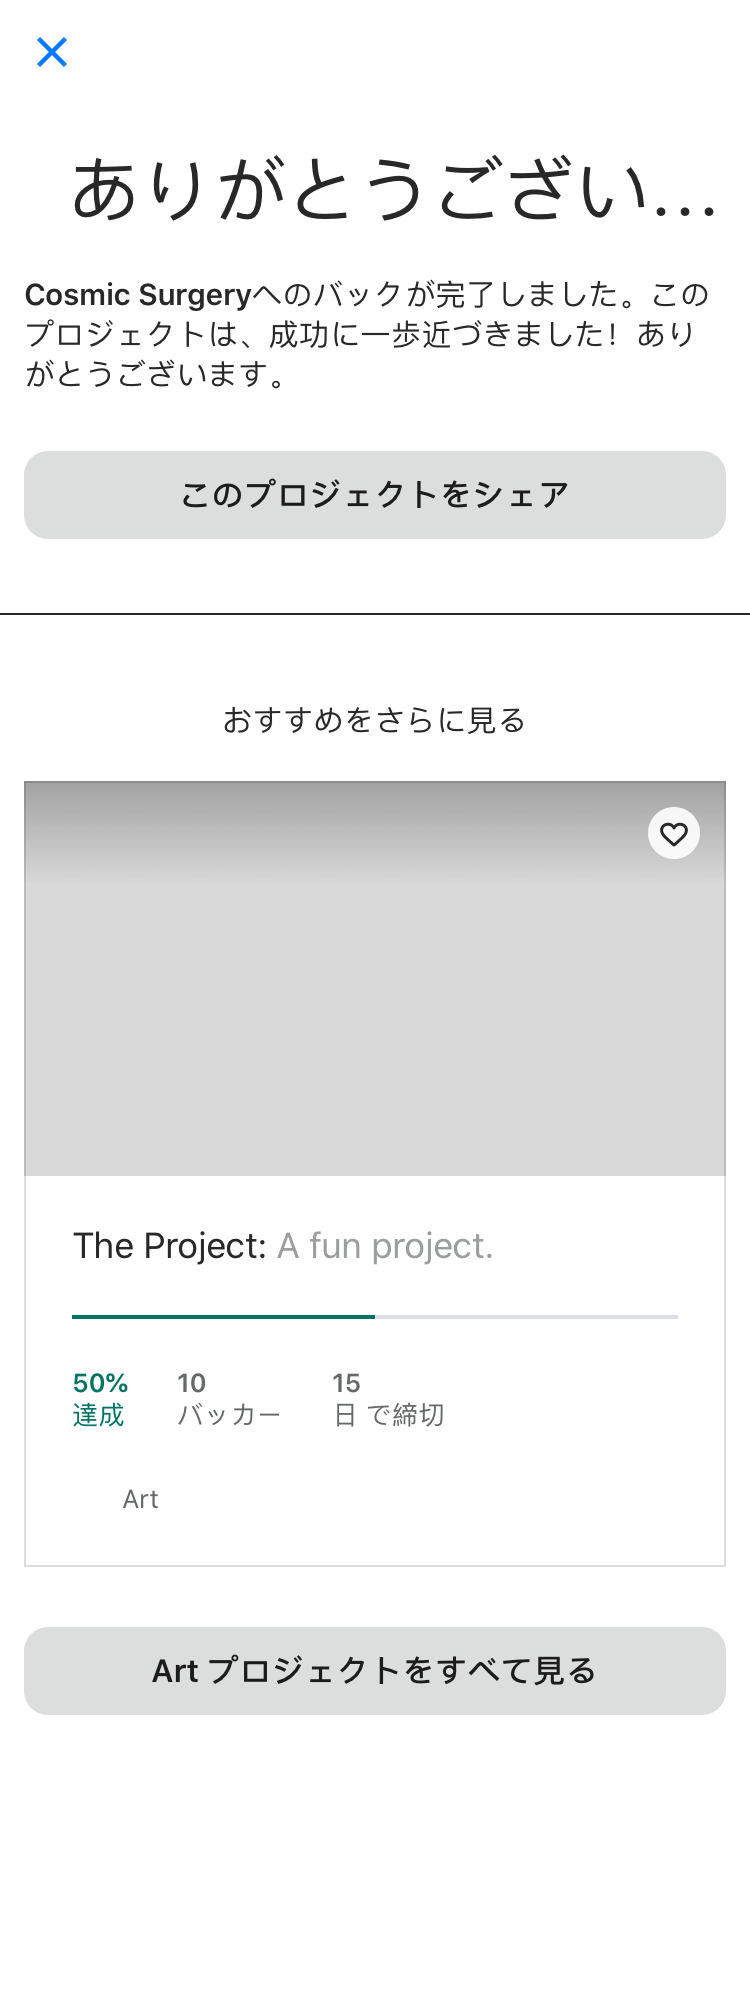 ありがとうござい…
Cosmic Surgeryへのバックが完了しました。この
プロジェクトは、成功に一歩近づきました！あり
がとうございます。
このプロジェクトをシェア
おすすめをさらに見る
The Project: A fun project.
50% 10 15
達成 バッカー 日 で締切
Art
Art プロジェクトをすべて見る